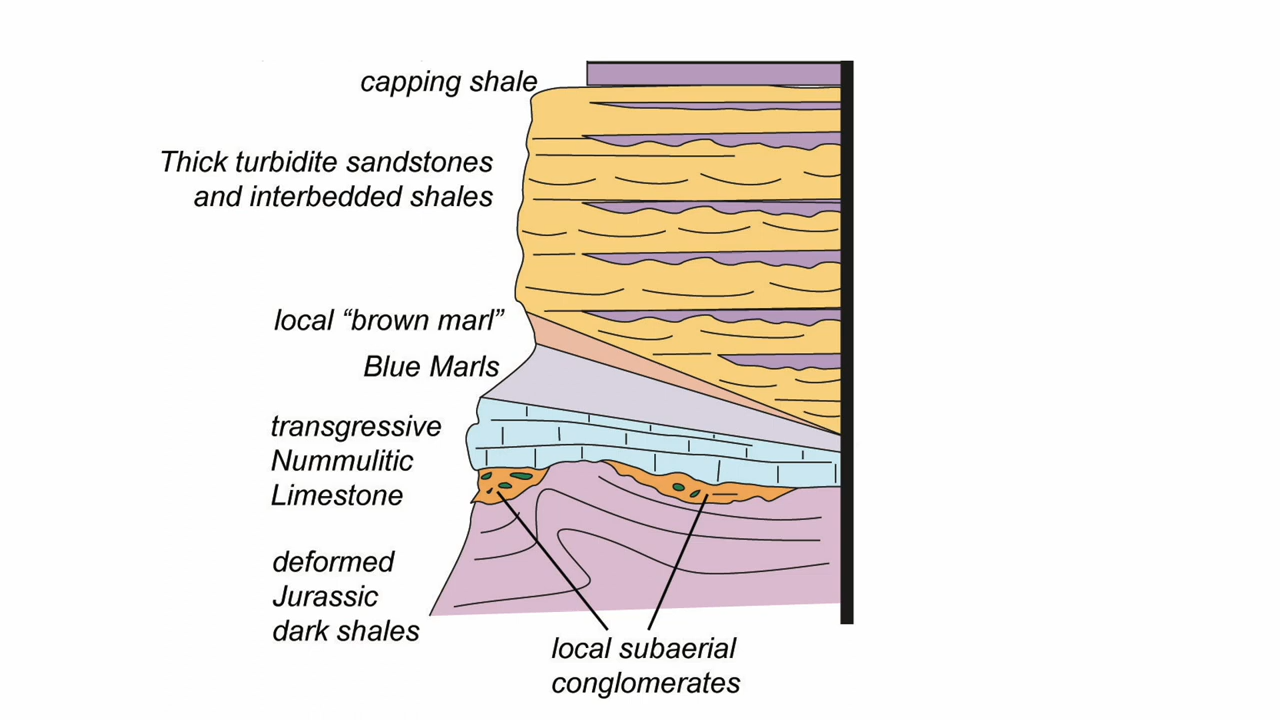 capping shale
Thick turbidite sandstones
and interbedded shales
local “brown marl”
Blue Marls
transgressive
Nummulitic
Limestone
deformed
Jurassic
dark shales
local subaerial
conglomerates